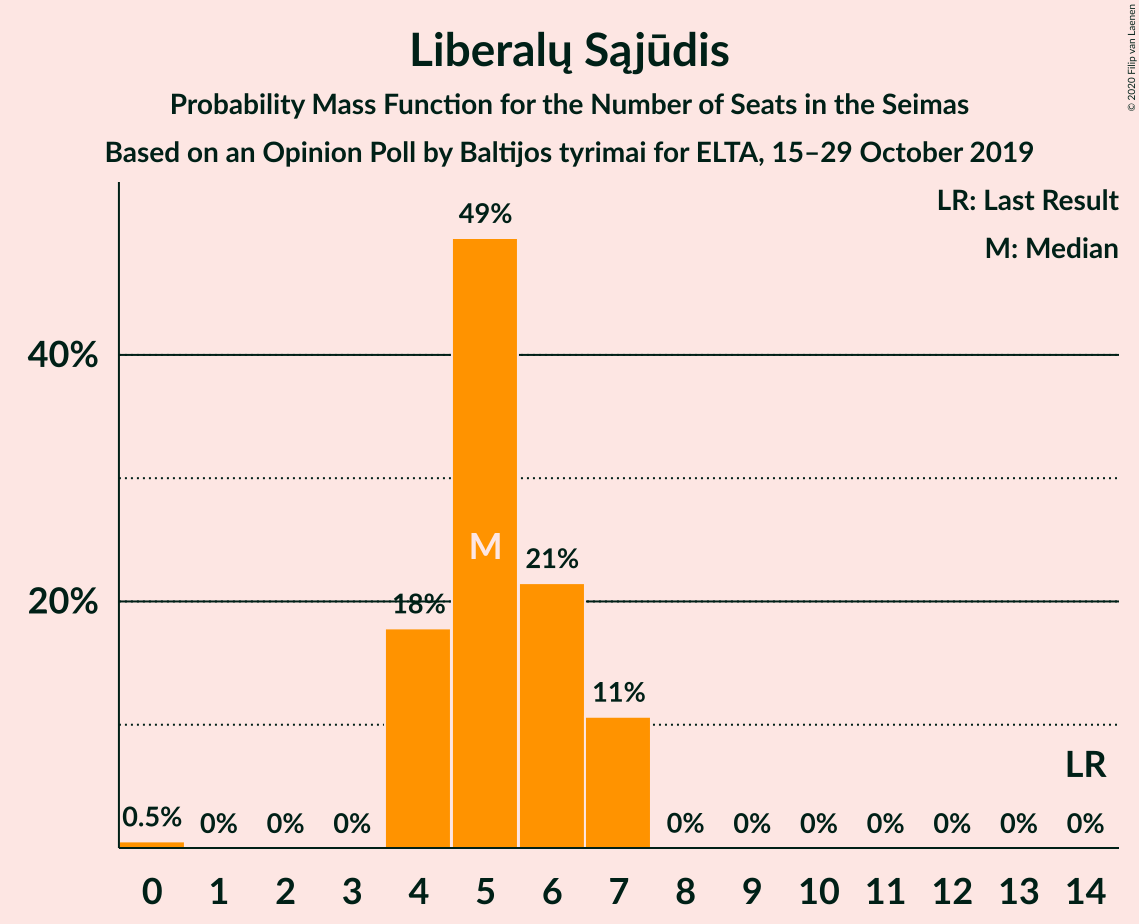 Liberalų Sąjūdis
Probability Mass Function for the Number of Seats in the Seimas
Based on an Opinion Poll by Baltijos tyrimai for ELTA, 15–29 October 2019
© 2020 Filip van Laenen
LR: Last Result
M: Median
49%
40%
M
21%
20%
18%
11%
LR
0.5% 0% 0% 0% 0% 0% 0% 0% 0% 0% 0%
0 1 2 3 4 5 6 7 8 9 10 11 12 13 14